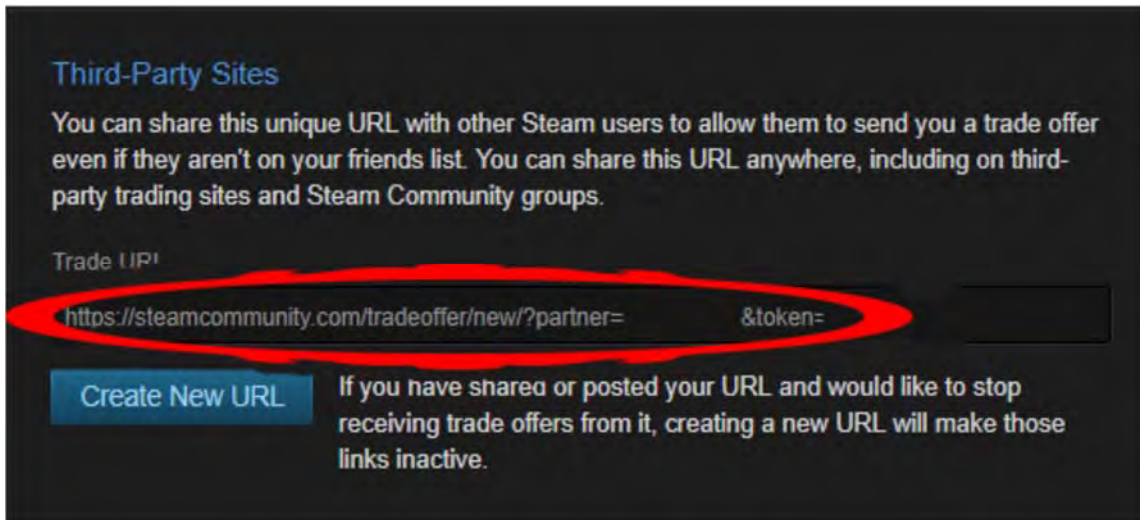 Third-Party Sites
You can share this unique URL with other Steam users to allow them to send you a trade offer
even if they aren't on your friends list. You can share this URL anywhere, including on third-
party trading sites and Steam Community groups.
Trade URL
https://steamcommunity.com/tradeoffer/new/?partner= &token=
Create New URL
If you have shared or posted your URL and would like to stop
receiving trade offers from it, creating a new URL will make those
links inactive.